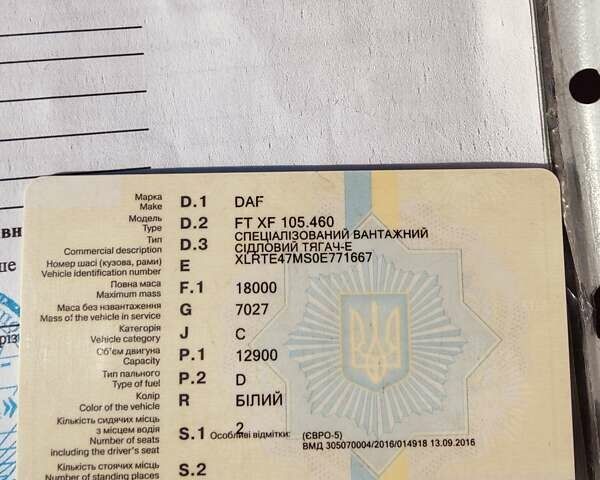 Марка
Make D.1 DAF
Модель
Type D.2 FT XF 105.460
Тип
Commercial description D.3 СПЕЦІАЛІЗОВАНИЙ ВАНТАЖНИЙ
СІДЛОВИЙ ТЯГАЧ-Е
Номер шасі (кузова, рами)
Vehicle identification number E XLRTE47MS0E771667
Повна маса
Maximum mass F.1 18000
Маса без навантаження
Mass of the vehicle in service G 7027
Категорія
Vehicle category J C
Об'єм двигуна
Capacity P.1 12900
Тип пального
Type of fuel P.2 D
Колір
Color of the vehicle R БІЛИЙ
Кількість сидячих місць
з місцем водія
Number of seats
including the driver's seat S.1 2
Особливі відмітки: (ЄВРО-5)
ВМД 305070004/2016/014918 13.09.2016
Кількість стоячих місць
Number of standing places S.2